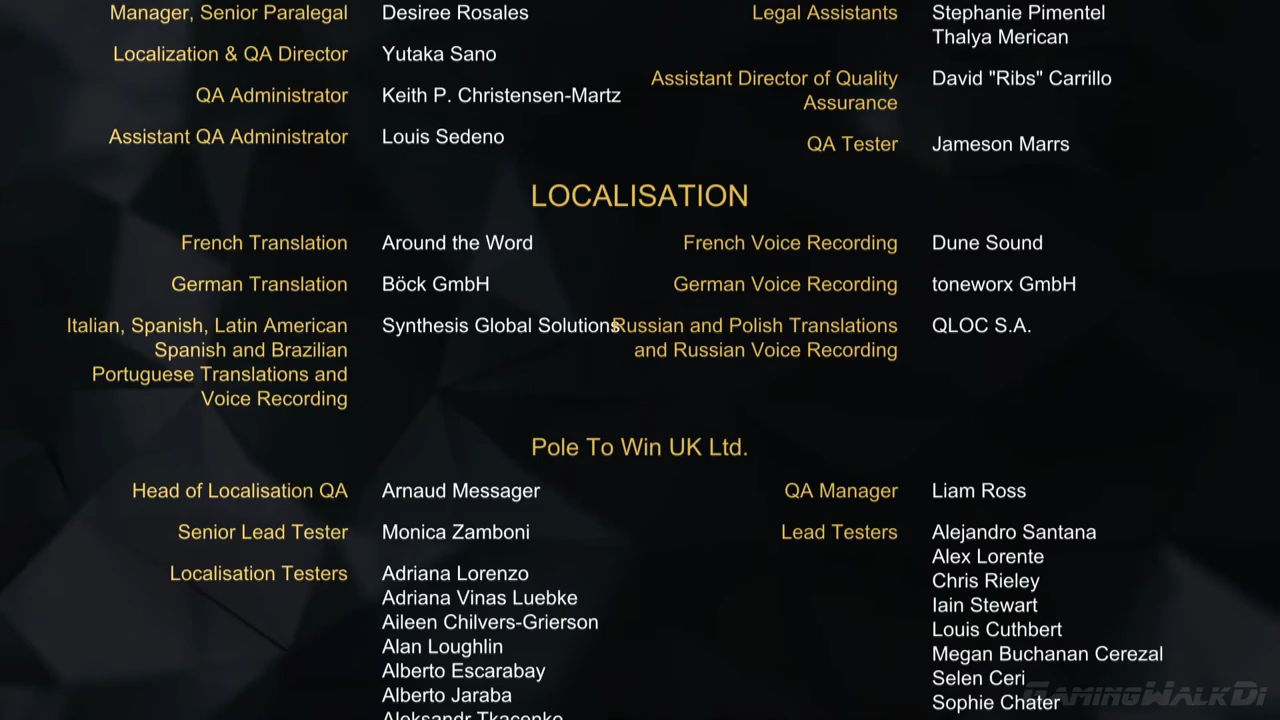 Manager, Senior Paralegal Desiree Rosales
Legal Assistants Stephanie Pimentel
Thalya Merican
Localization & QA Director Yutaka Sano
Assistant Director of Quality David "Ribs" Carrillo
Assurance
QA Administrator Keith P. Christensen-Martz
Assistant QA Administrator Louis Sedeno
QA Tester Jameson Marrs
LOCALISATION
French Translation Around the Word
French Voice Recording Dune Sound
German Translation Böck GmbH
German Voice Recording toneworx GmbH
Italian, Spanish, Latin American Synthesis Global Solutions
Spanish and Brazilian
Portuguese Translations and
Voice Recording
Russian and Polish Translations QLOC S.A.
and Russian Voice Recording
Pole To Win UK Ltd.
Head of Localisation QA Arnaud Messager
QA Manager Liam Ross
Senior Lead Tester Monica Zamboni
Lead Testers Alejandro Santana
Alex Lorente
Chris Rieley
Iain Stewart
Louis Cuthbert
Megan Buchanan Cerezal
Selen Ceri
Sophie Chater
Localisation Testers Adriana Lorenzo
Adriana Vinas Luebke
Aileen Chilvers-Grierson
Alan Loughlin
Alberto Escarabay
Alberto Jaraba
Aleksandr Tkacenko
GAMINGWALKDI